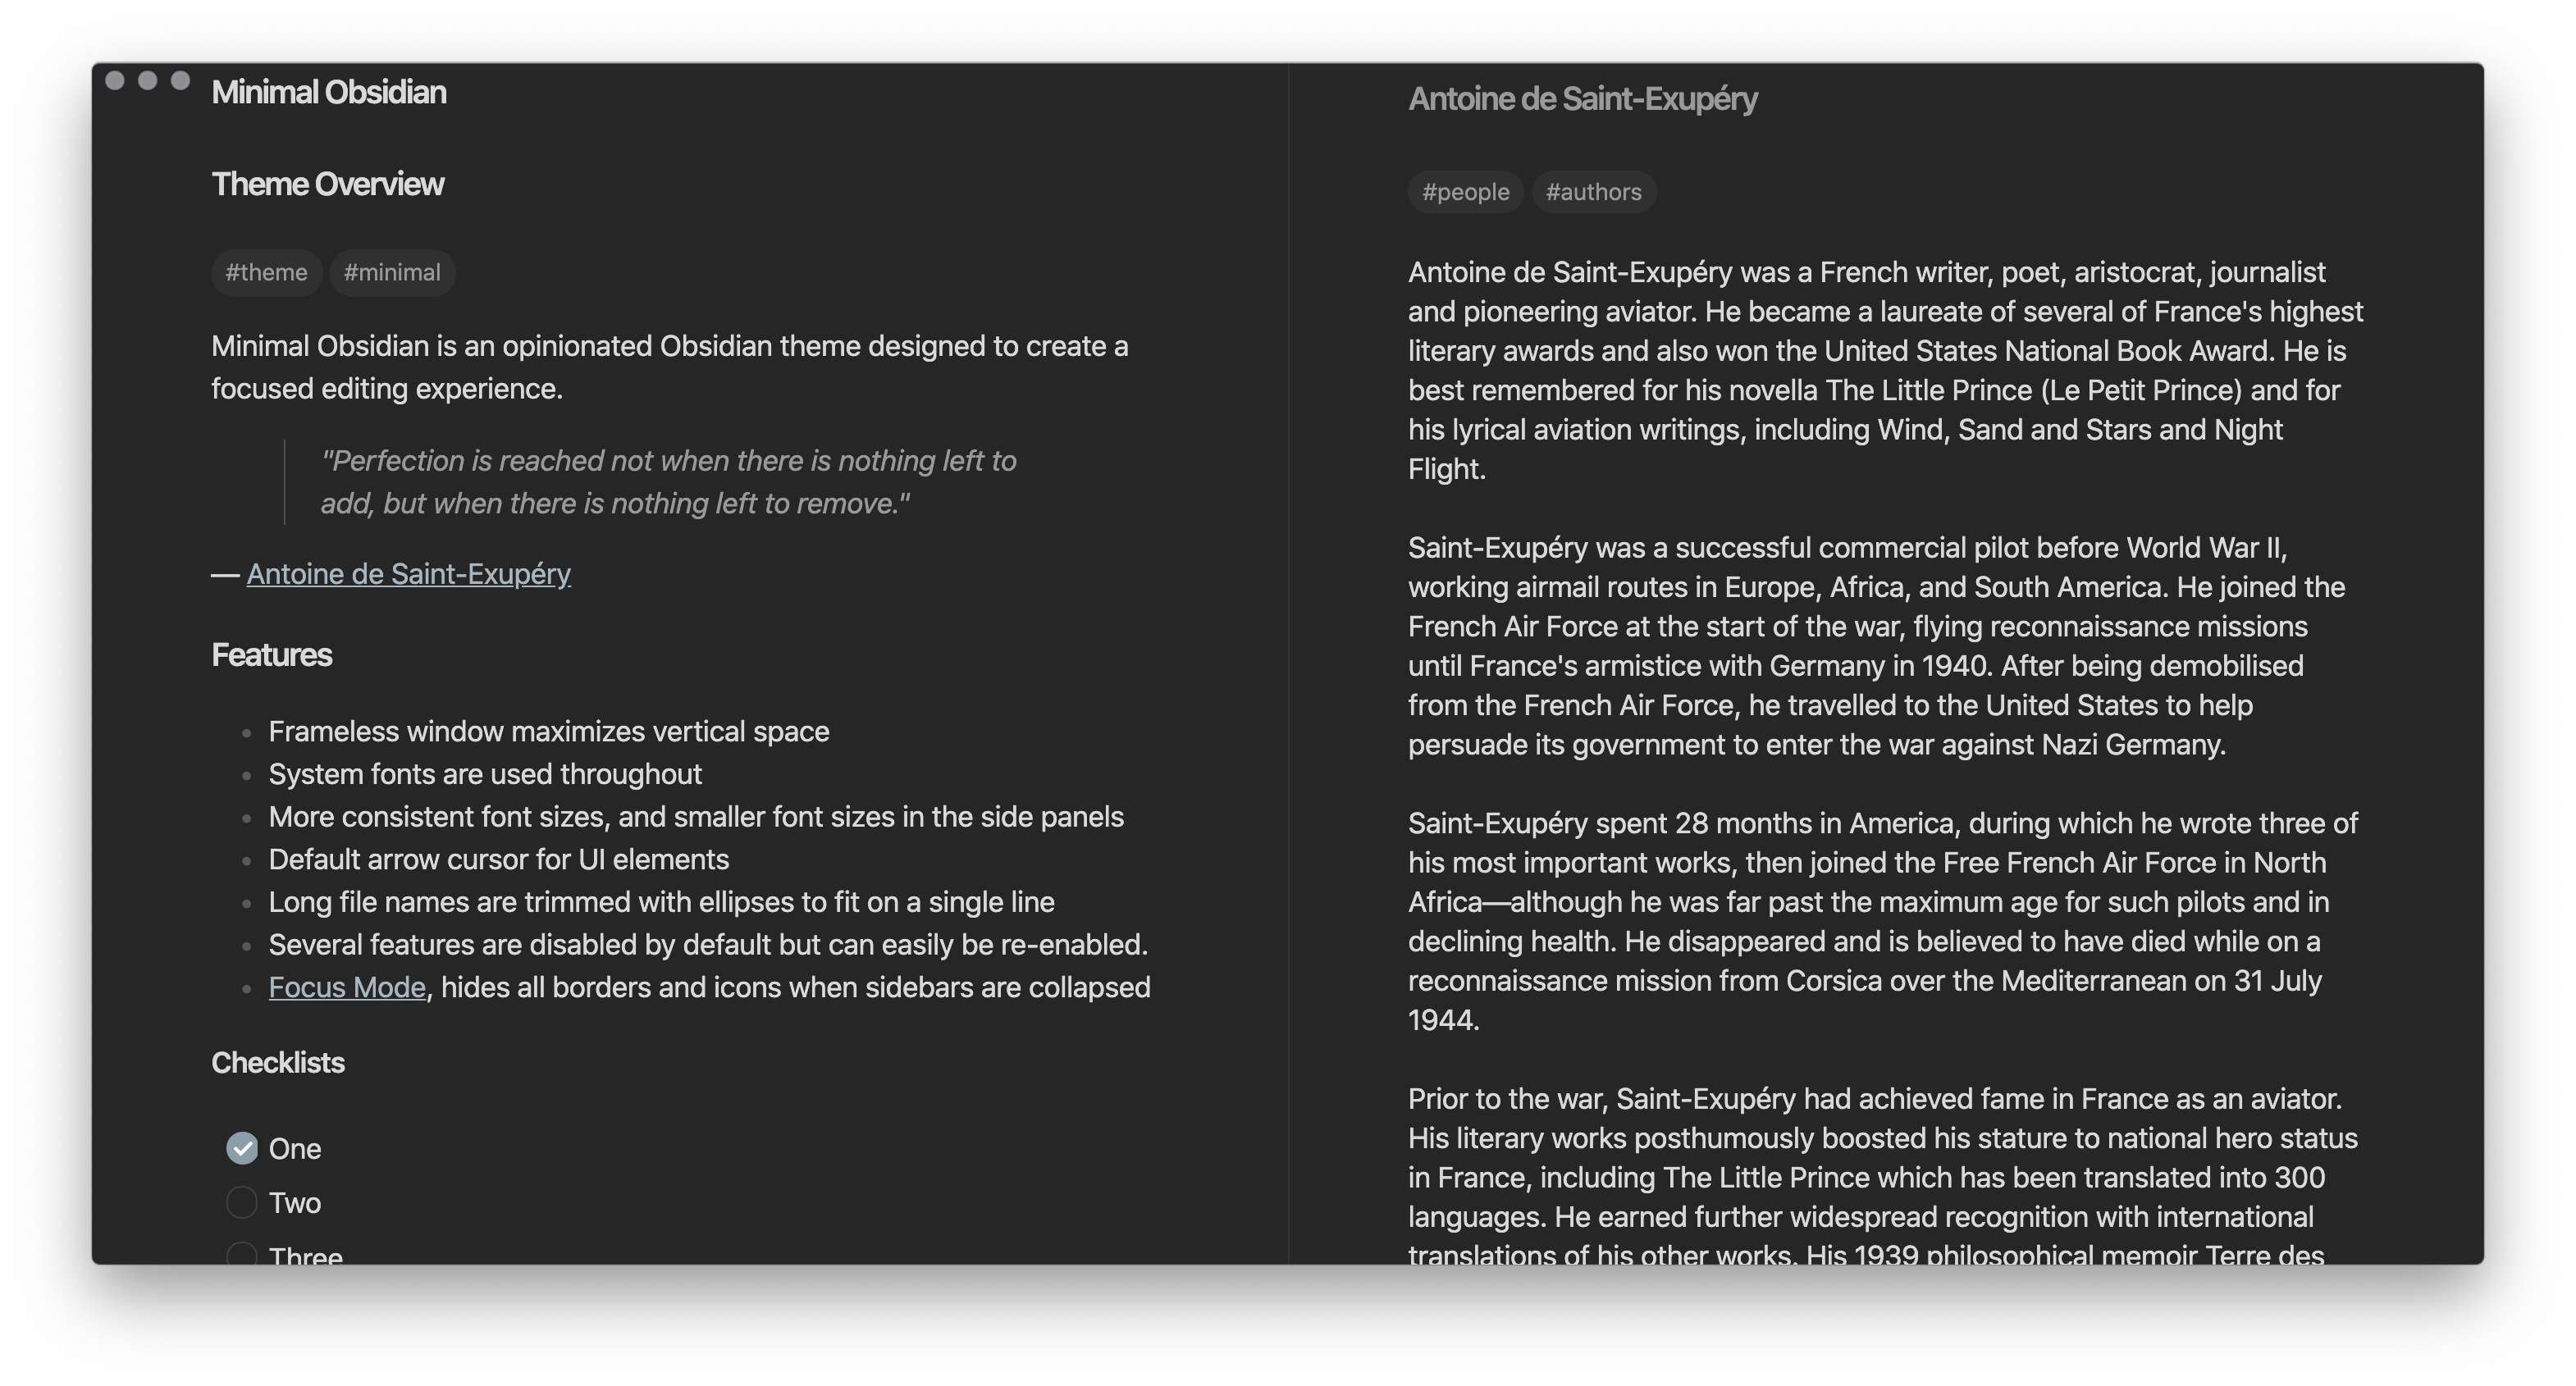 Minimal Obsidian
Theme Overview
#theme #minimal
Minimal Obsidian is an opinionated Obsidian theme designed to create a
focused editing experience.
"Perfection is reached not when there is nothing left to
add, but when there is nothing left to remove."
— Antoine de Saint-Exupéry
Features
Frameless window maximizes vertical space
System fonts are used throughout
More consistent font sizes, and smaller font sizes in the side panels
Default arrow cursor for UI elements
Long file names are trimmed with ellipses to fit on a single line
Several features are disabled by default but can easily be re-enabled.
Focus Mode, hides all borders and icons when sidebars are collapsed
Checklists
One
Two
Three
Antoine de Saint-Exupéry
#people #authors
Antoine de Saint-Exupéry was a French writer, poet, aristocrat, journalist
and pioneering aviator. He became a laureate of several of France's highest
literary awards and also won the United States National Book Award. He is
best remembered for his novella The Little Prince (Le Petit Prince) and for
his lyrical aviation writings, including Wind, Sand and Stars and Night
Flight.
Saint-Exupéry was a successful commercial pilot before World War II,
working airmail routes in Europe, Africa, and South America. He joined the
French Air Force at the start of the war, flying reconnaissance missions
until France's armistice with Germany in 1940. After being demobilised
from the French Air Force, he travelled to the United States to help
persuade its government to enter the war against Nazi Germany.
Saint-Exupéry spent 28 months in America, during which he wrote three of
his most important works, then joined the Free French Air Force in North
Africa—although he was far past the maximum age for such pilots and in
declining health. He disappeared and is believed to have died while on a
reconnaissance mission from Corsica over the Mediterranean on 31 July
1944.
Prior to the war, Saint-Exupéry had achieved fame in France as an aviator.
His literary works posthumously boosted his stature to national hero status
in France, including The Little Prince which has been translated into 300
languages. He earned further widespread recognition with international
translations of his other works. His 1939 philosophical memoir Terre des